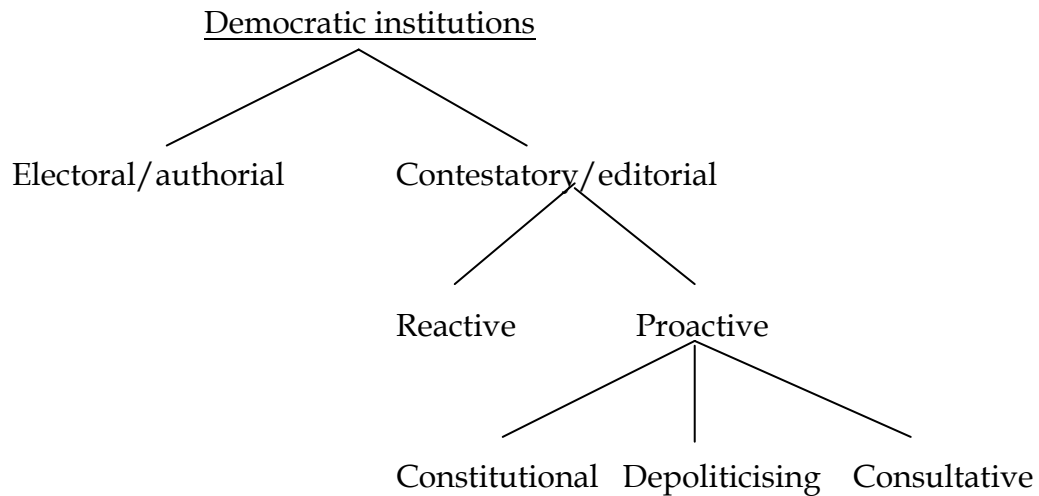 Democratic institutions
Electoral/authorial Contestatory/editorial
Reactive Proactive
Constitutional Depoliticising Consultative